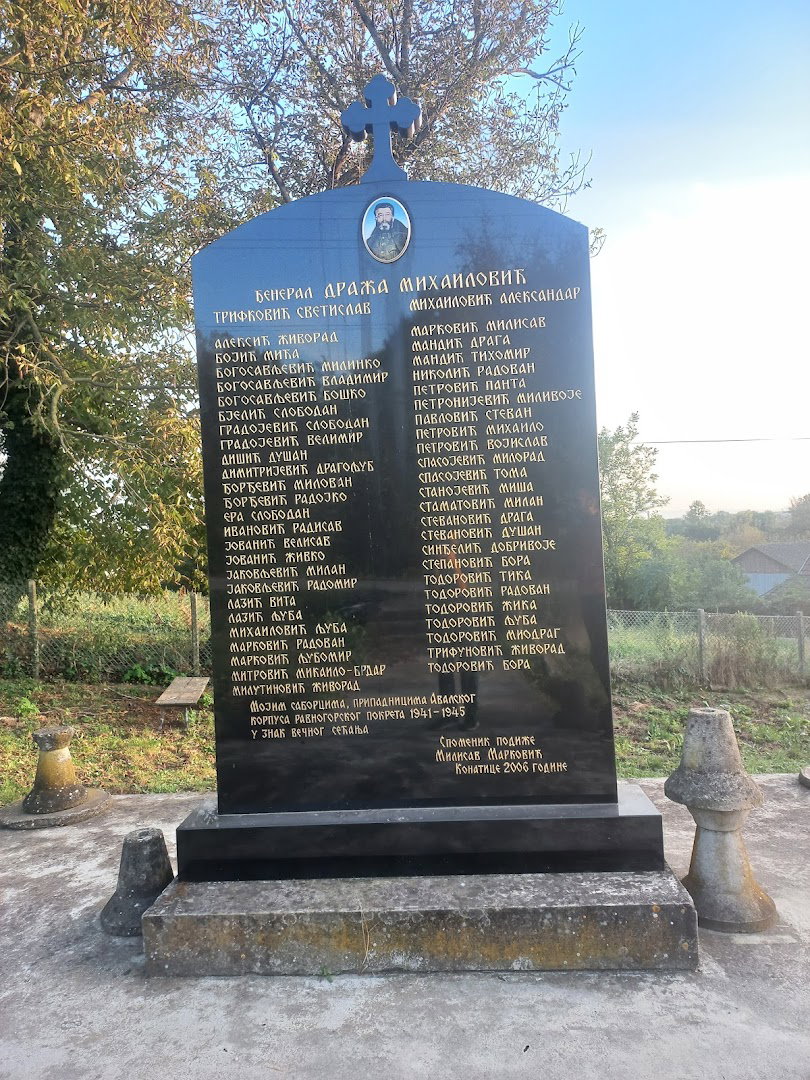 ЂЕНЕРАЛ ДРАЖА МИХАИЛОВИЋ
ТРИФКОВИЋ СВЕТИСЛАВ
АЛЕКСИЋ ЖИВОРАД
БОЈИЋ МИЋА
БОГОСАВЉЕВИЋ МИЛИНКО
БОГОСАВЉЕВИЋ ВЛАДИМИР
БОГОСАВЉЕВИЋ БОШКО
БЈЕЛИЋ СЛОБОДАН
ГРАДОЈЕВИЋ СЛОБОДАН
ГРАДОЈЕВИЋ ВЕЛИМИР
ДИШИЋ ДУШАН
ДИМИТРИЈЕВИЋ ДРАГОЉУБ
ЂОРЂЕВИЋ МИЛОВАН
ЂОРЂЕВИЋ РАДОЈКО
ЕРА СЛОБОДАН
ИВАНОВИЋ РАДИСАВ
ЈОВАНИЋ ВЕЛИСАВ
ЈОВАНИЋ ЖИВКО
ЈАКОВЉЕВИЋ МИЛАН
ЈАКОВЉЕВИЋ РАДОМИР
ЛАЗИЋ ВИТА
ЛАЗИЋ ЉУБА
МИХАИЛОВИЋ ЉУБА
МАРКОВИЋ РАДОВАН
МАРКОВИЋ ЉУБОМИР
МИТРОВИЋ МИКАИЛО-БРДАР
МИЛУТИНОВИЋ ЖИВОРАД
МИХАИЛОВИЋ АЛЕКСАНДАР
МАРКОВИЋ МИЛИСАВ
МАНДИЋ ДРАГА
МАНДИЋ ТИХОМИР
НИКОЛИЋ РАДОВАН
ПЕТРОВИЋ ПАНТА
ПЕТРОНИЈЕВИЋ МИЛИВОЈЕ
ПАВЛОВИЋ СТЕВАН
ПЕТРОВИЋ МИХАИЛО
ПЕТРОВИЋ ВОЈИСЛАВ
СПАСОЈЕВИЋ МИЛОРАД
СПАСОЈЕВИЋ ТОМА
СТАНОЈЕВИЋ МИША
СТАМАТОВИЋ МИЛАН
СТЕВАНОВИЋ ДРАГА
СТЕВАНОВИЋ ДУШАН
СИНЂЕЛИЋ ДОБРИВОЈЕ
СТЕПАНОВИЋ БОРА
ТОДОРОВИЋ ТИКА
ТОДОРОВИЋ РАДОВАН
ТОДОРОВИЋ ЖИКА
ТОДОРОВИЋ ЉУБА
ТОДОРОВИЋ МИОДРАГ
ТРИФУНОВИЋ ЖИВОРАД
ТОДОРОВИЋ БОРА
МОЈИМ САБОРЦИМА, ПРИПАДНИЦИМА АВАЛСКОГ
КОРПУСА РАВНОГОРСКОГ ПОКРЕТА 1941-1945
У ЗНАК ВЕЧНОГ СЕЋАЊА
СПОМЕНИК ПОДИЖЕ
МИЛИСАВ МАРКОВИЋ
КОНАТИЦЕ 2006 ГОДИНЕ